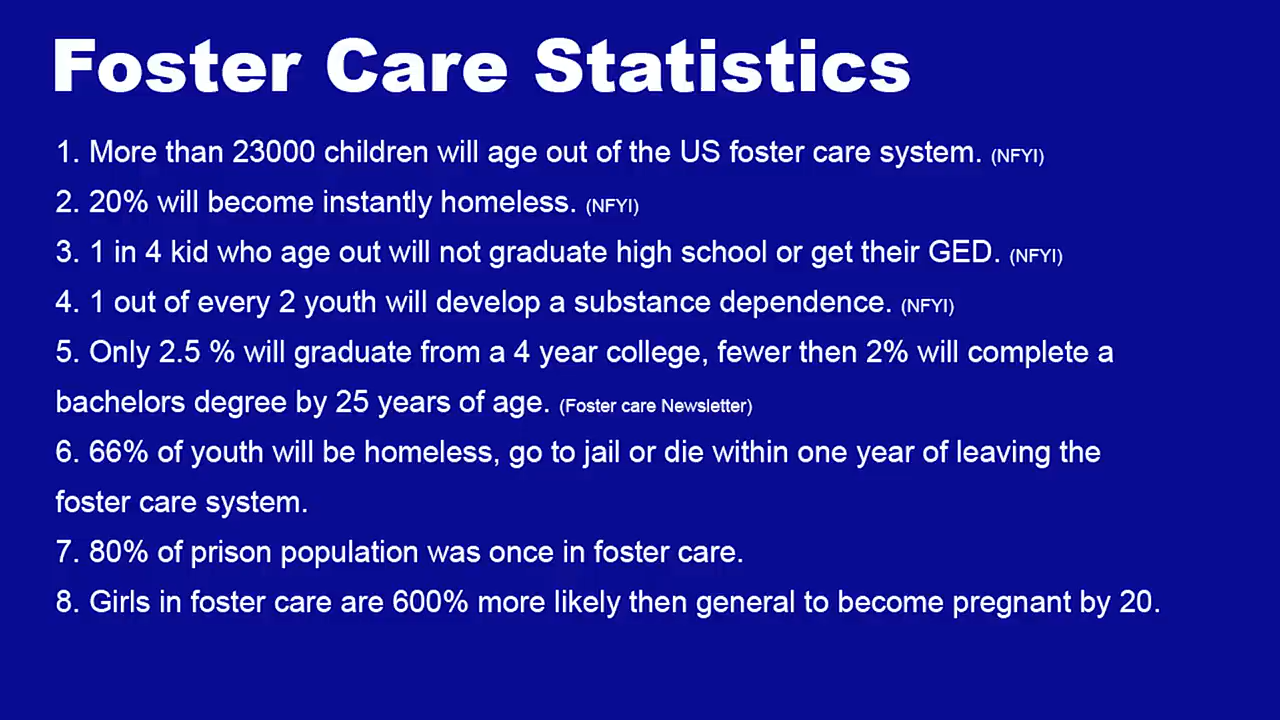 Foster Care Statistics
1. More than 23000 children will age out of the US foster care system. (NFYI)
2. 20% will become instantly homeless. (NFYI)
3. 1 in 4 kid who age out will not graduate high school or get their GED. (NFYI)
4. 1 out of every 2 youth will develop a substance dependence. (NFYI)
5. Only 2.5 % will graduate from a 4 year college, fewer then 2% will complete a
bachelors degree by 25 years of age. (Foster care Newsletter)
6. 66% of youth will be homeless, go to jail or die within one year of leaving the
foster care system.
7. 80% of prison population was once in foster care.
8. Girls in foster care are 600% more likely then general to become pregnant by 20.